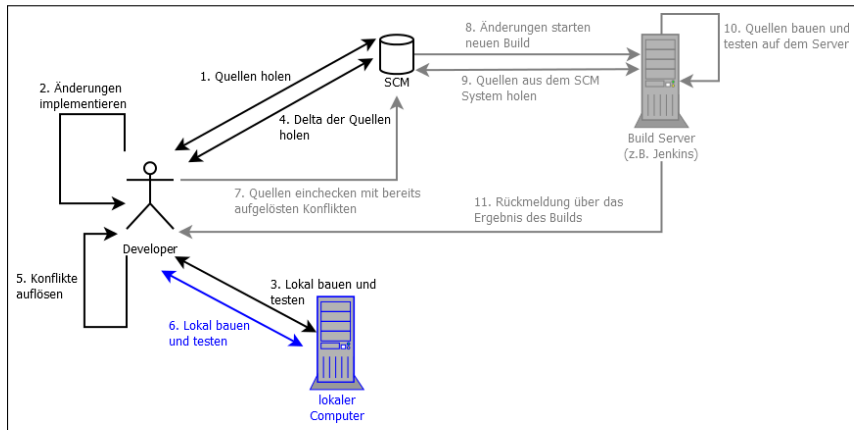 8. Änderungen starten
neuen Build
10. Quellen bauen und
testen auf dem Server
1. Quellen holen
SCM
9. Quellen aus dem SCM
System holen
2. Änderungen
implementieren
4. Delta der Quellen
holen
Build Server
(z.B. Jenkins)
7. Quellen einchecken mit bereits
aufgelösten Konflikten
11. Rückmeldung über das
Ergebnis des Builds
Developer
5. Konflikte
auflösen
3. Lokal bauen und
testen
6. Lokal bauen
und testen
lokaler
Computer